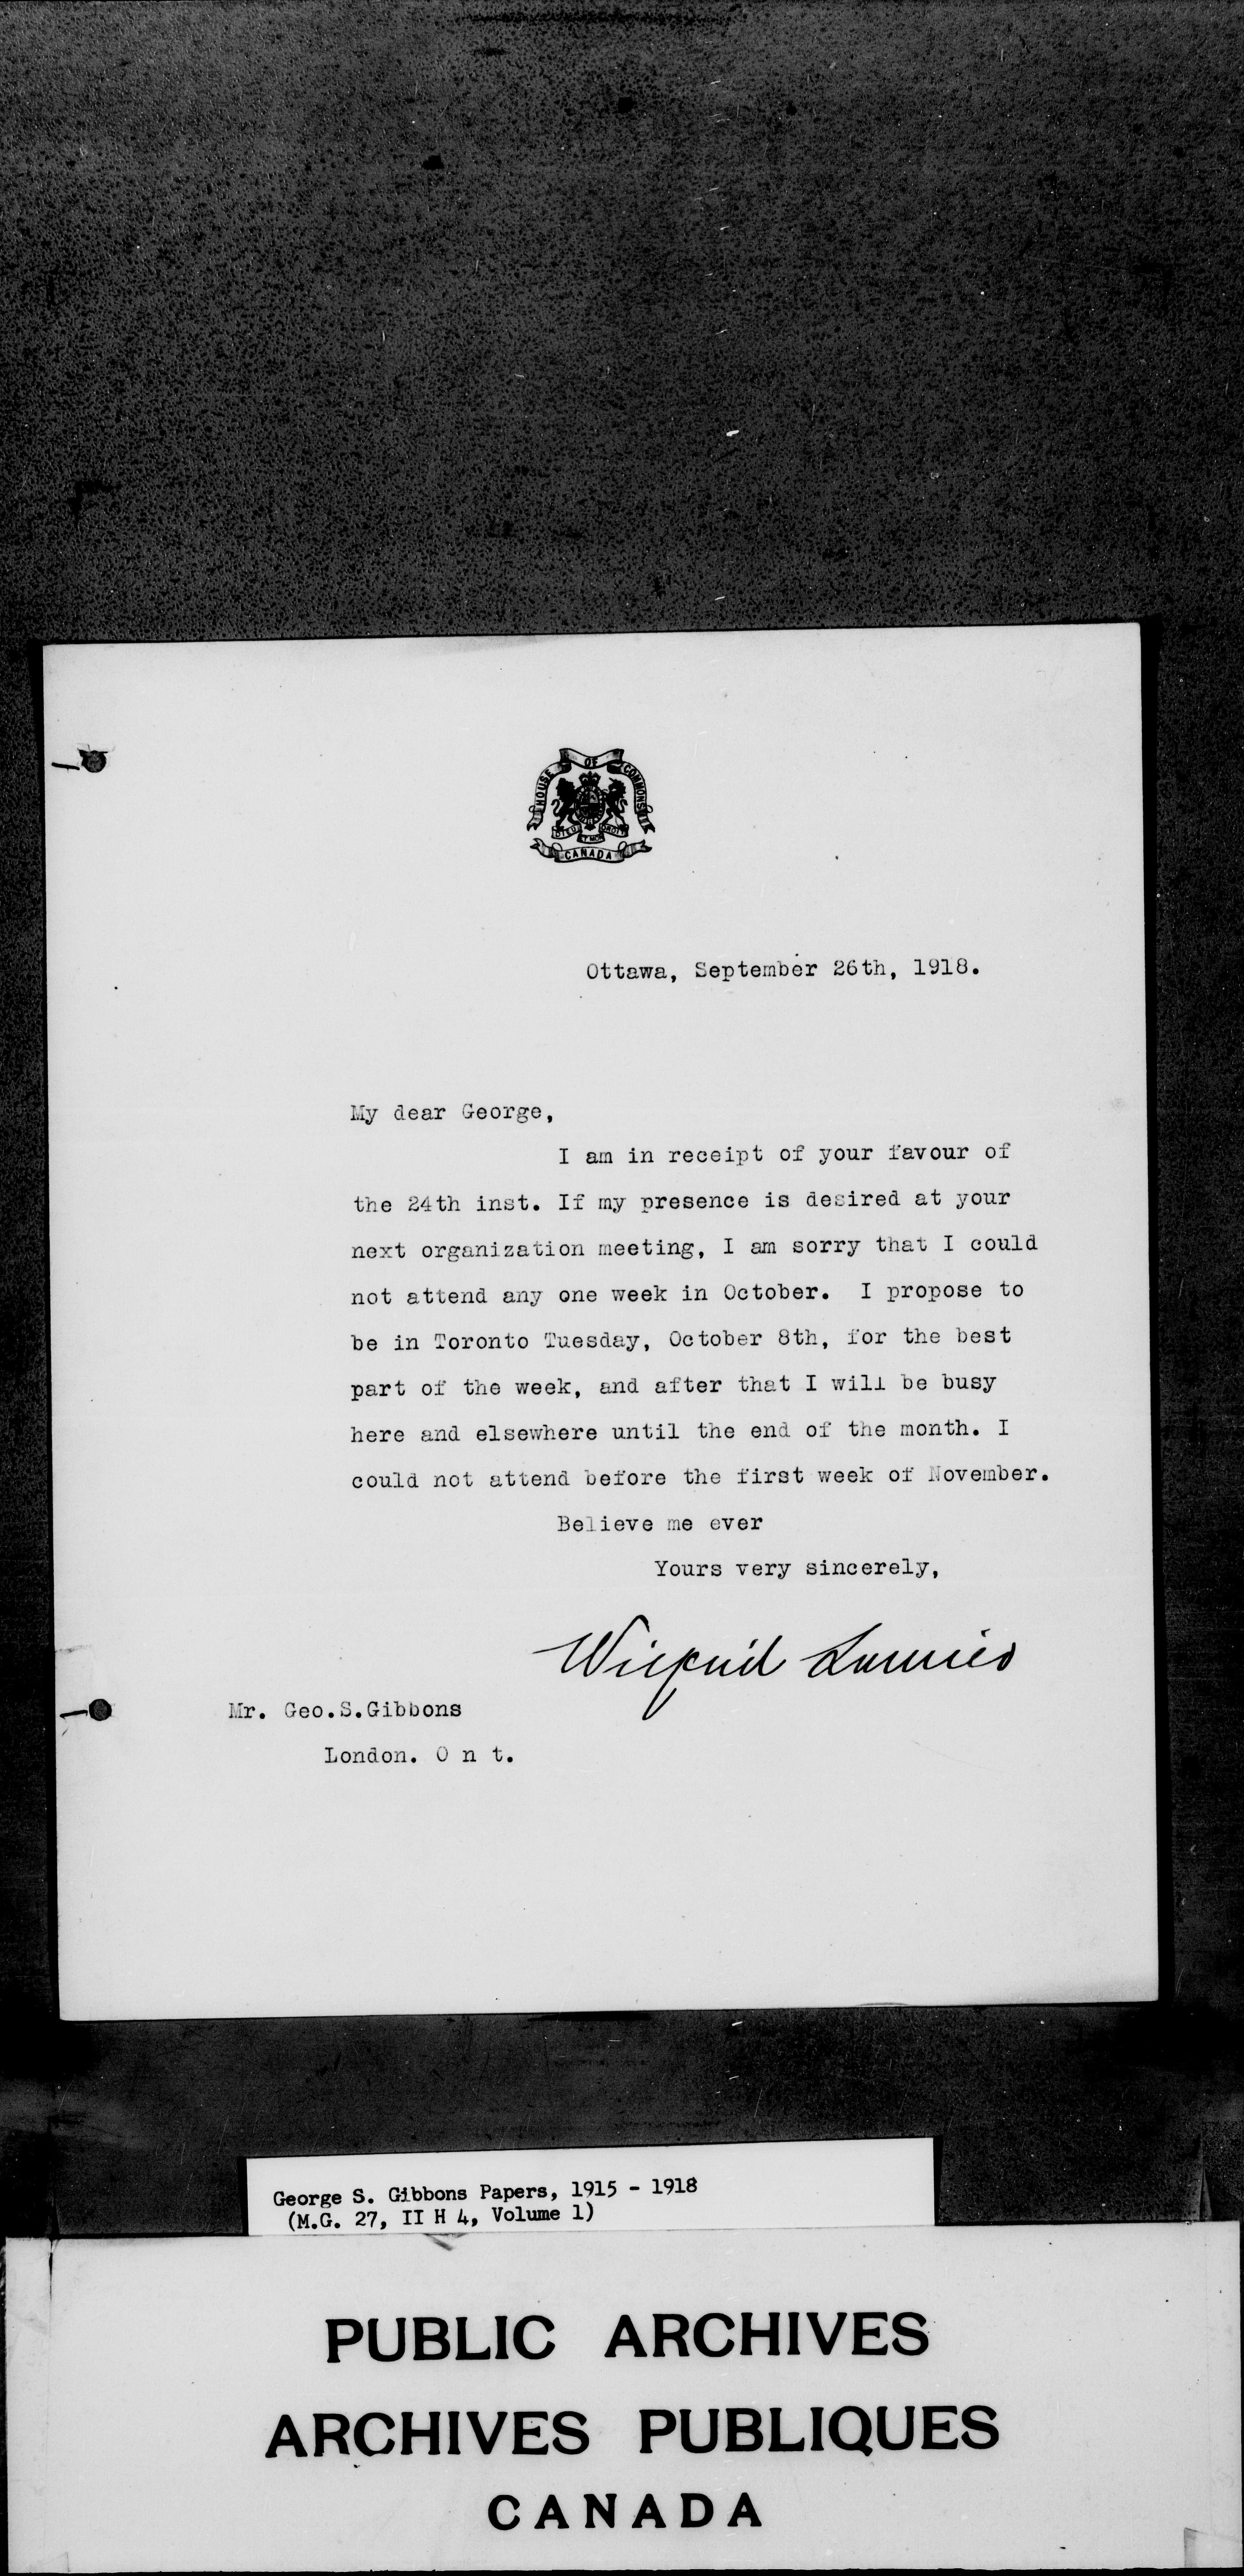 HOUSE OF COMMONS
DIEU ET MON DROIT
CANADA
Ottawa, September 26th, 1918.
My dear George,
I am in receipt of your favour of
the 24th inst. If my presence is desired at your
next organization meeting, I am sorry that I could
not attend any one week in October. I propose to
be in Toronto Tuesday, October 8th, for the best
part of the week, and after that I will be busy
here and elsewhere until the end of the month. I
could not attend before the first week of November.
Believe me ever
Yours very sincerely,
Wilfrid Laurier
Mr. Geo.S.Gibbons
London. O n t.
George S. Gibbons Papers, 1915 - 1918
(M.G. 27, II H 4, Volume 1)
PUBLIC ARCHIVES
ARCHIVES PUBLIQUES
CANADA